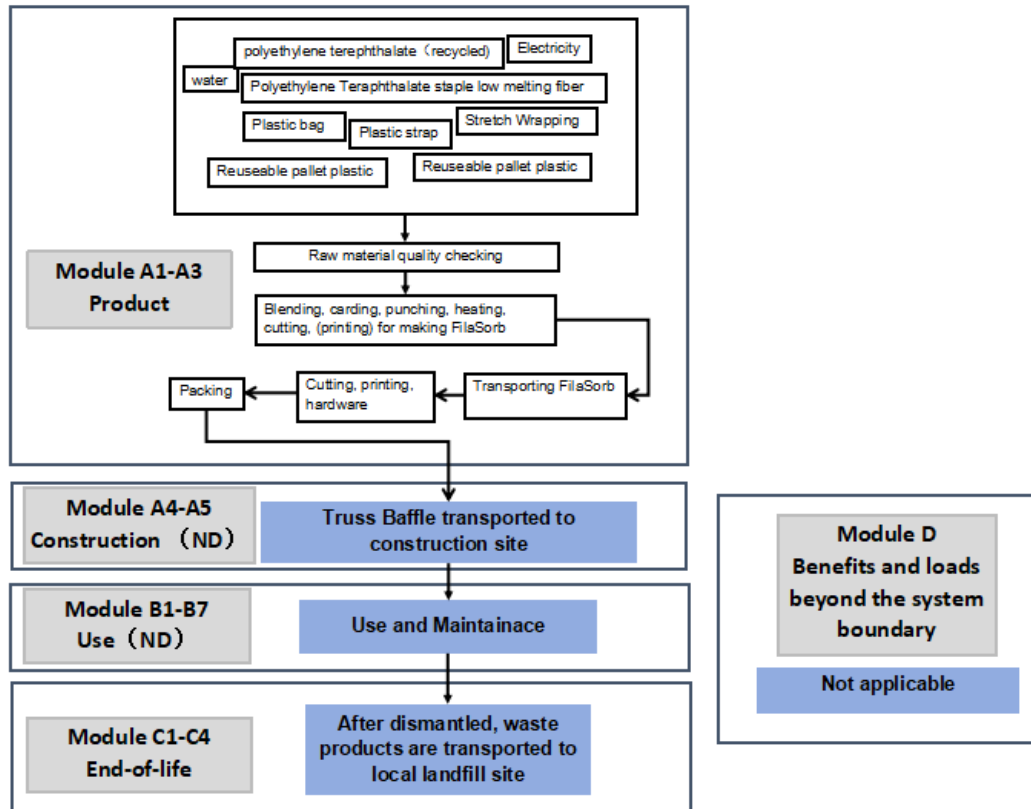 polyethylene terephthalate（recycled)
Electricity
water
Polyethylene Teraphthalate staple low melting fiber
Plastic bag
Plastic strap
Stretch Wrapping
Reuseable pallet plastic
Reuseable pallet plastic
Raw material quality checking
Module A1-A3
Product
Blending, carding, punching, heating,
cutting, (printing) for making FilaSorb
Packing
Cutting, printing,
hardware
Transporting FilaSorb
Module A4-A5
Construction （ND）
Truss Baffle transported to
construction site
Module B1-B7
Use（ND）
Use and Maintainace
Module C1-C4
End-of-life
After dismantled, waste
products are transported to
local landfill site
Module D
Benefits and loads
beyond the system
boundary
Not applicable